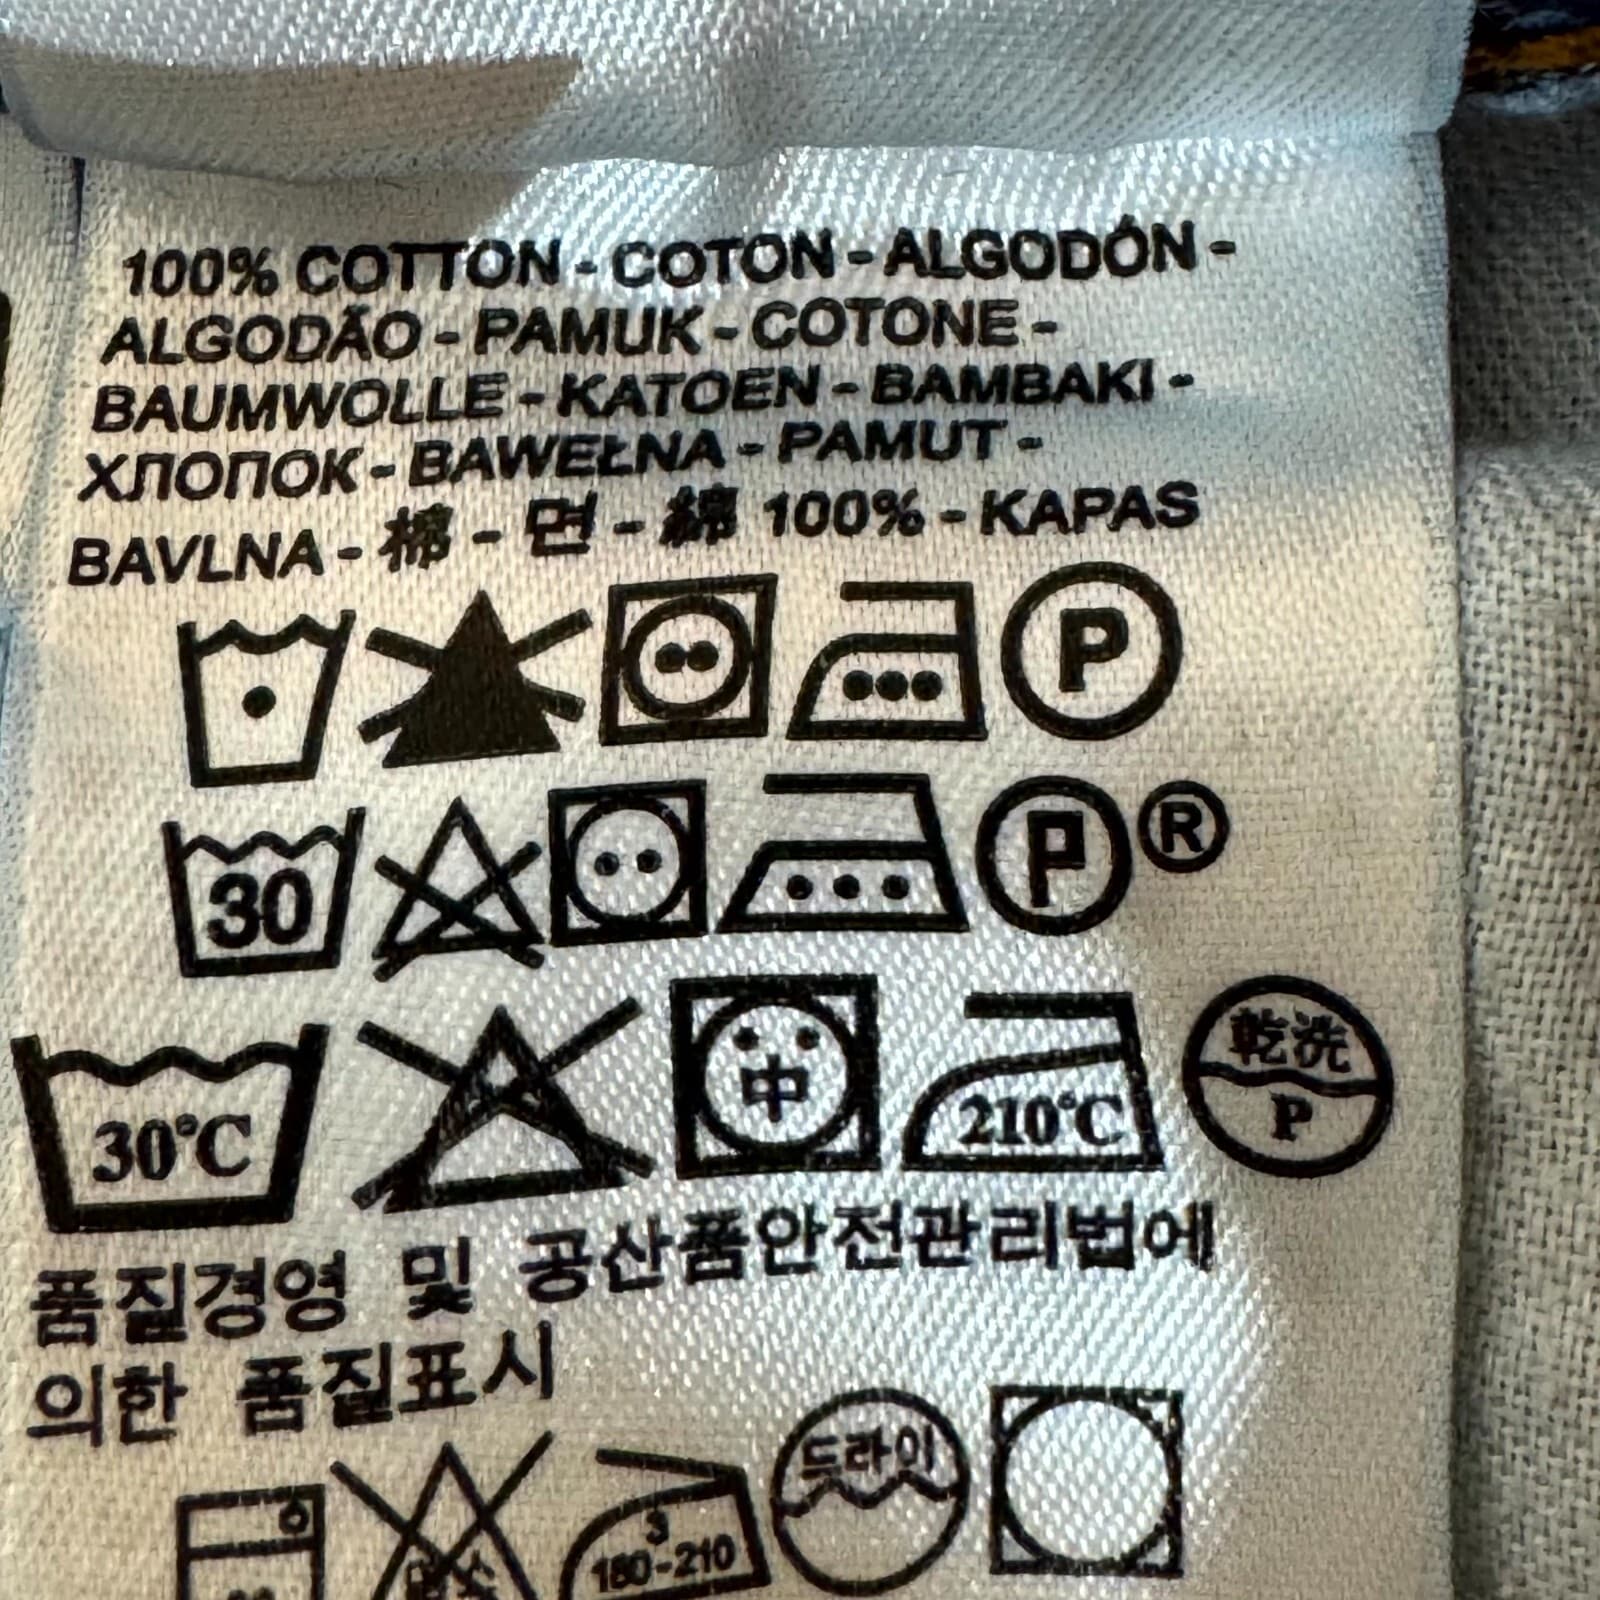 100% COTTON - COTON - ALGODÓN -
ALGODÃO - PAMUK - COTONE -
BAUMWOLLE - KATOEN - BAMBAKI -
ХЛОПОК - BAWEŁNA - PAMUT -
BAVLNA - 棉 - 면 - 綿 100% - KAPAS
P
30 P ®
30°C 中 210°C 乾洗 P
품질경영 및 공산품안전관리법에
의한 품질표시
드라이
3
180-210